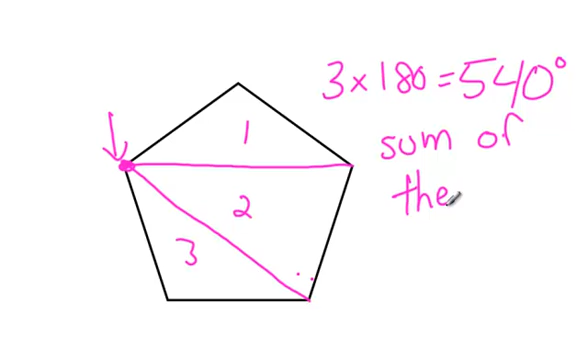 3 x 180 = 540°
sum of
the
1
2
3